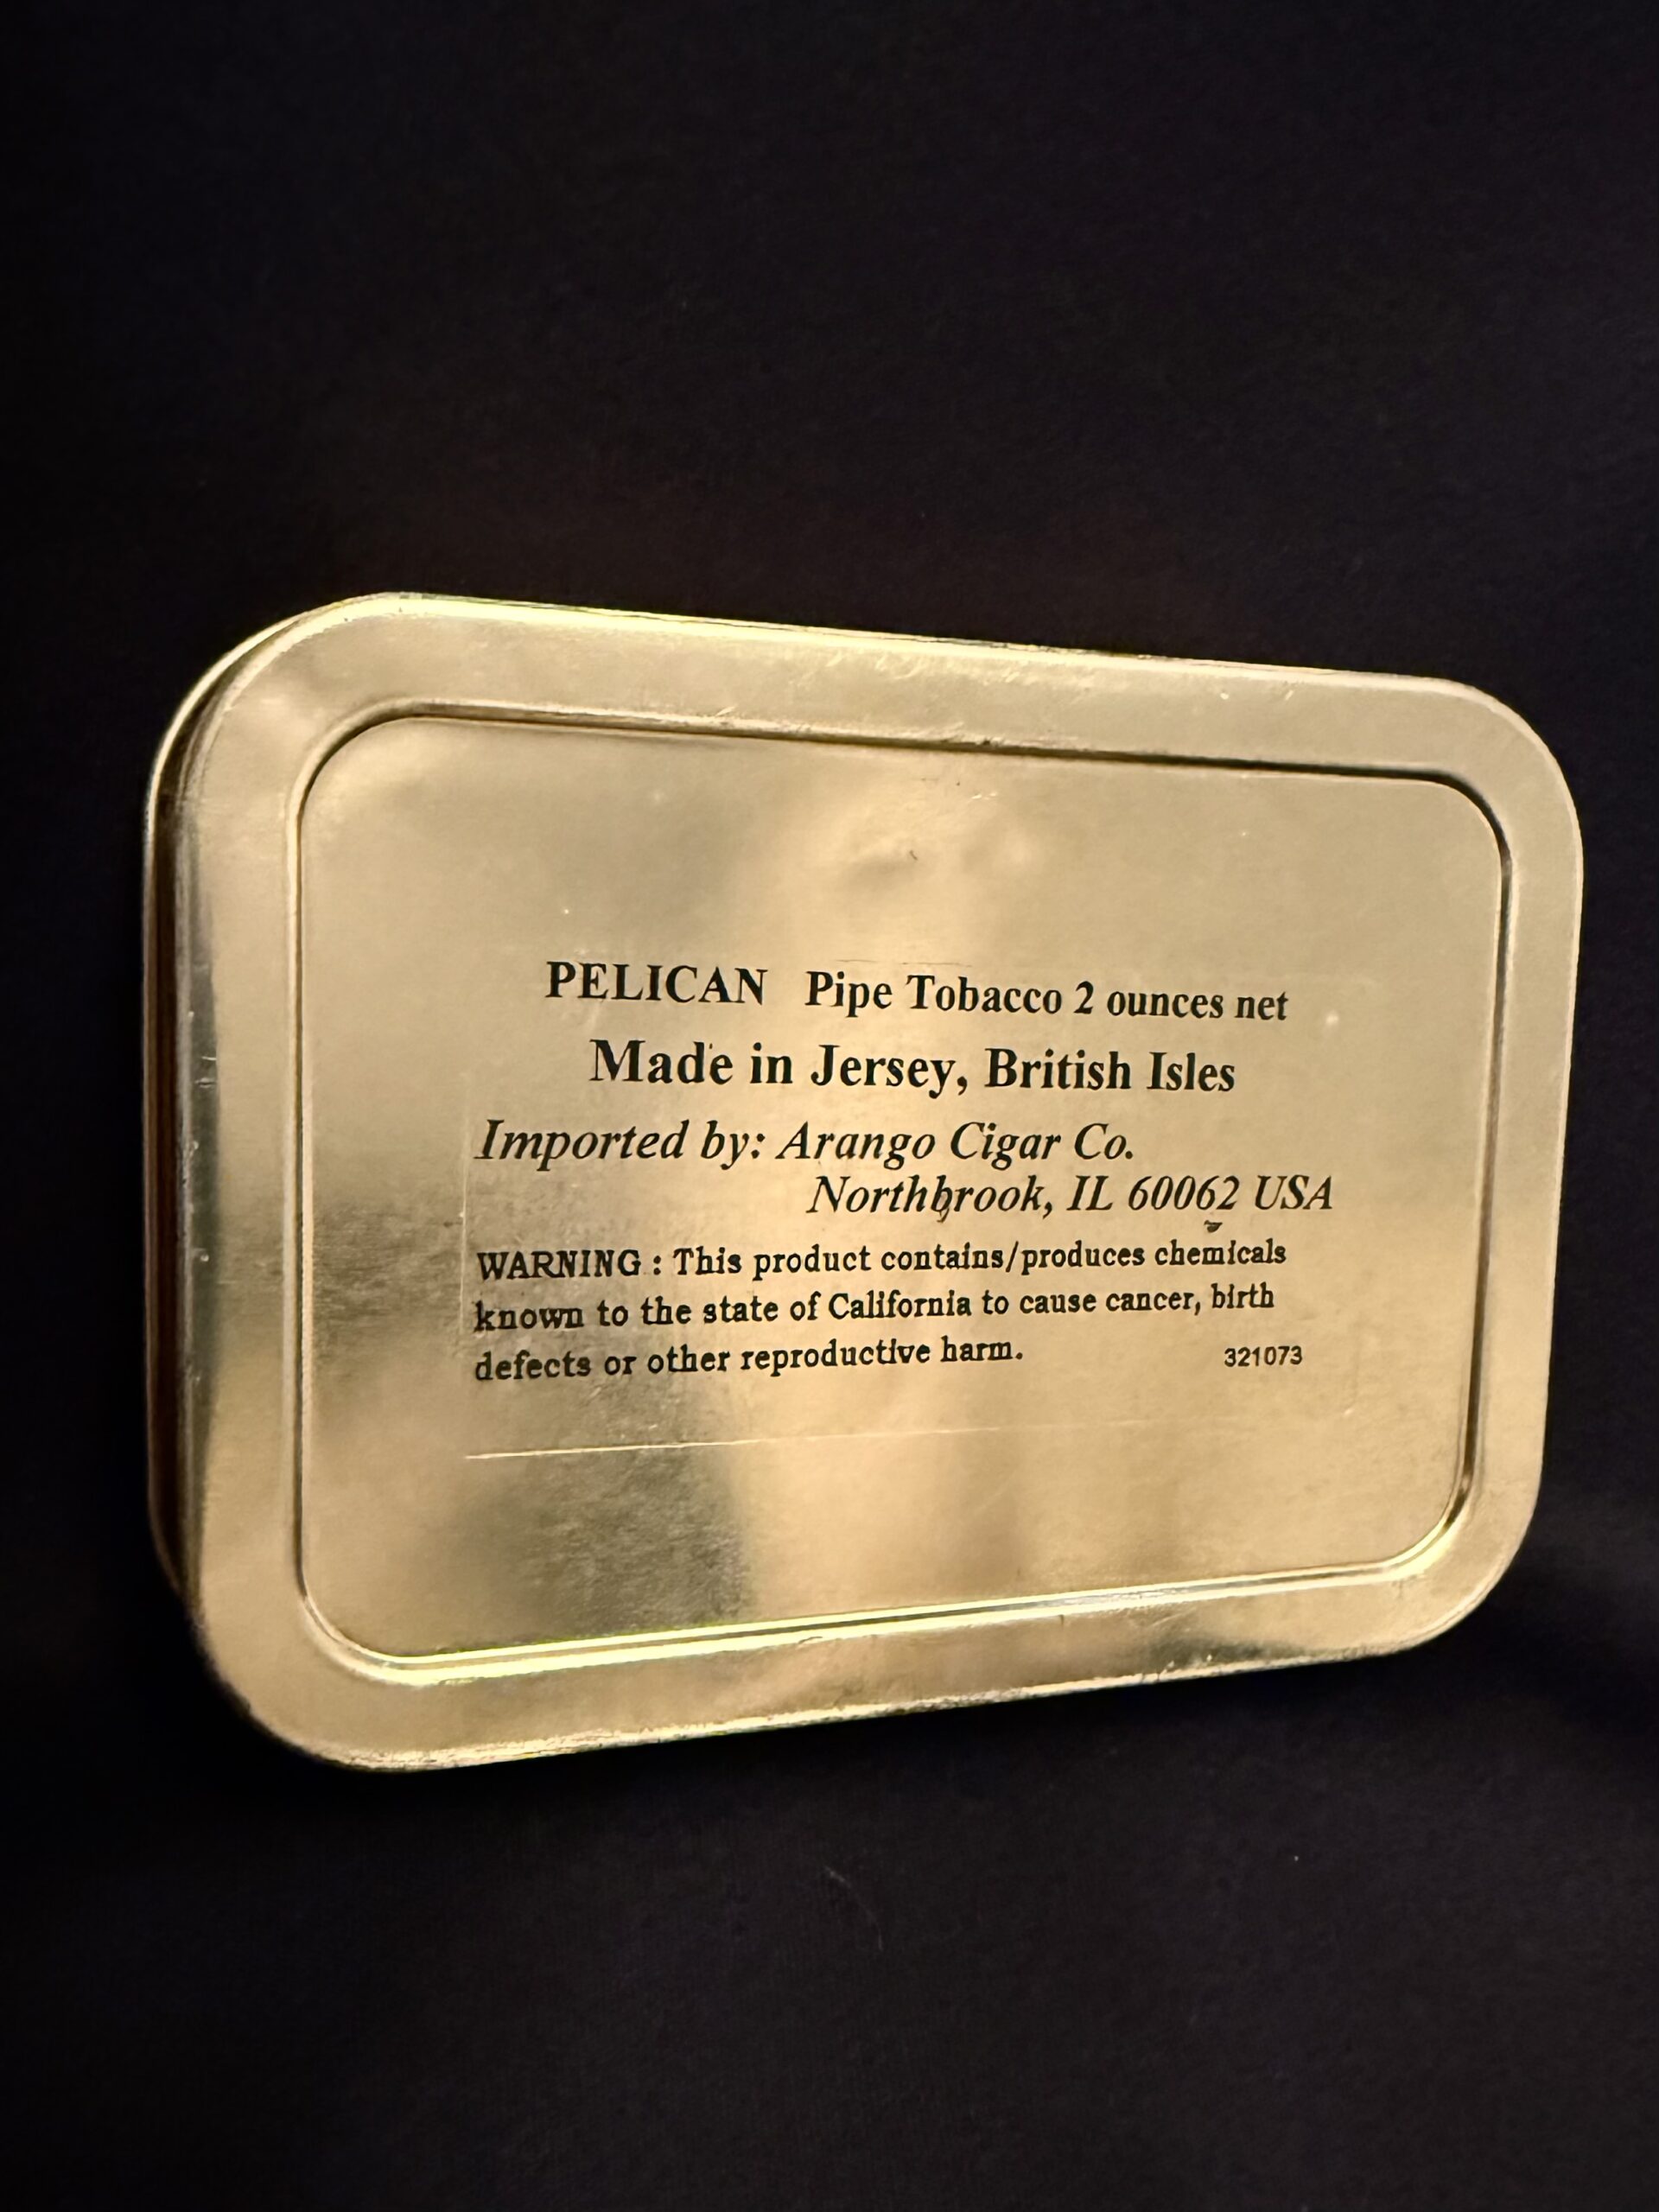 PELICAN Pipe Tobacco 2 ounces net
Made in Jersey, British Isles
Imported by: Arango Cigar Co.
Northbrook, IL 60062 USA
WARNING : This product contains/produces chemicals
known to the state of California to cause cancer, birth
defects or other reproductive harm. 321073